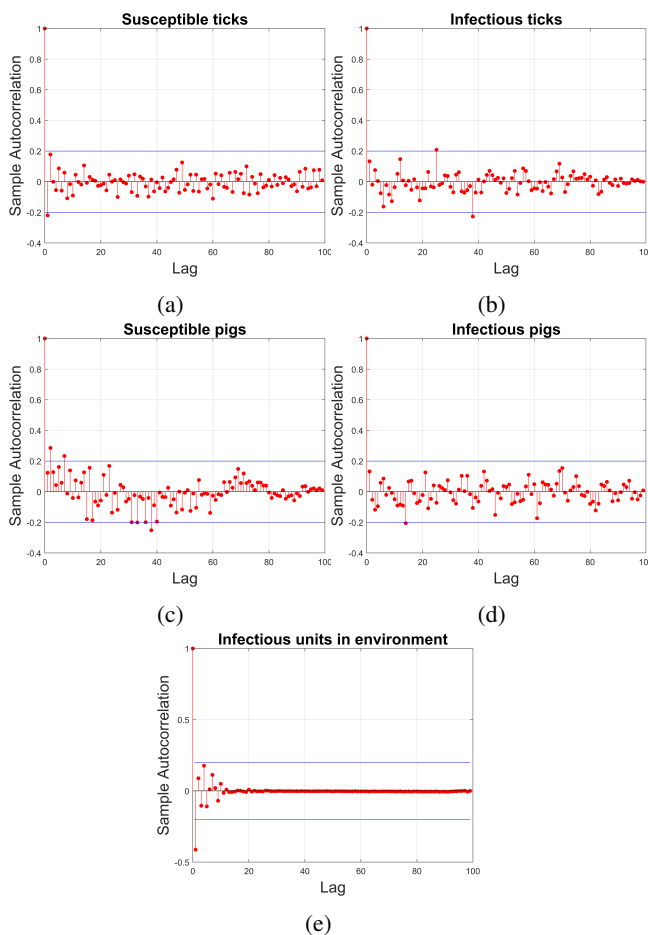 Susceptible ticks
Infectious ticks
1
0.8
0.6
0.4
0.2
0
-0.2
-0.4
Sample Autocorrelation
0 20 40 60 80 100
Lag
1
0.8
0.6
0.4
0.2
0
-0.2
-0.4
Sample Autocorrelation
0 20 40 60 80 100
Lag
(a)
(b)
Susceptible pigs
Infectious pigs
1
0.8
0.6
0.4
0.2
0
-0.2
-0.4
Sample Autocorrelation
0 20 40 60 80 100
Lag
1
0.8
0.6
0.4
0.2
0
-0.2
-0.4
Sample Autocorrelation
0 20 40 60 80 100
Lag
(c)
(d)
Infectious units in environment
1
0.5
0
-0.5
Sample Autocorrelation
0 20 40 60 80 100
Lag
(e)